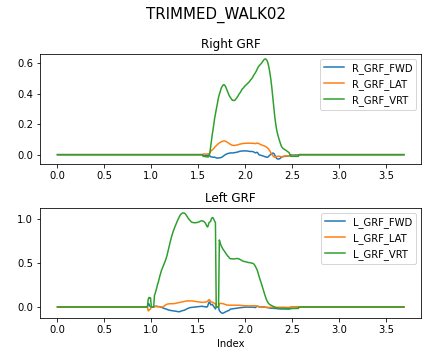 TRIMMED_WALK02
Right GRF
R_GRF_FWD
R_GRF_LAT
R_GRF_VRT
0.6
0.4
0.2
0.0
0.0 0.5 1.0 1.5 2.0 2.5 3.0 3.5
Left GRF
L_GRF_FWD
L_GRF_LAT
L_GRF_VRT
1.0
0.5
0.0
0.0 0.5 1.0 1.5 2.0 2.5 3.0 3.5
Index